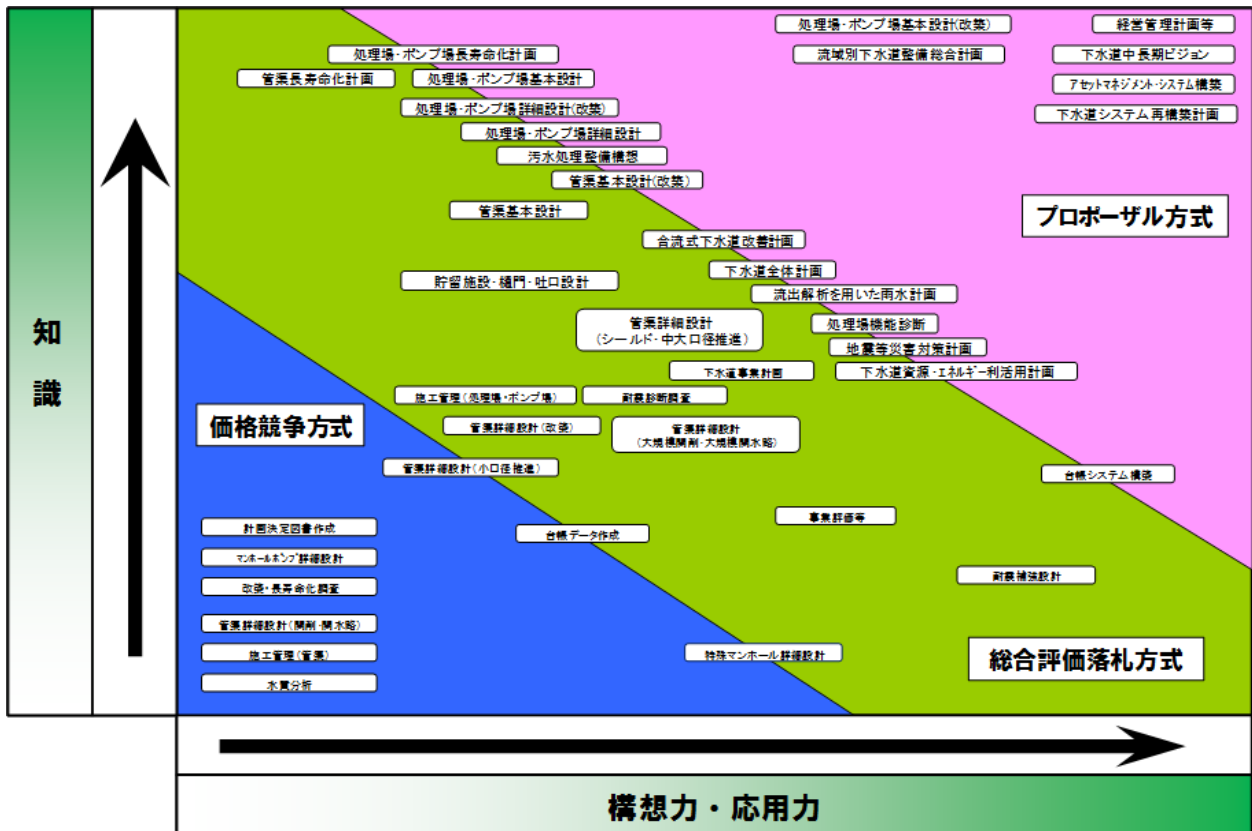 処理場・ポンプ場基本設計(改築)
経営管理計画等
処理場・ポンプ場長寿命化計画
流域別下水道整備総合計画
下水道中長期ビジョン
管渠長寿命化計画
処理場・ポンプ場基本設計
アセットマネジメント・システム構築
処理場・ポンプ場詳細設計(改築)
下水道システム再構築計画
処理場・ポンプ場詳細設計
汚水処理整備構想
管渠基本設計(改築)
管渠基本設計
プロポーザル方式
合流式下水道改善計画
下水道全体計画
貯留施設・樋門・吐口設計
流出解析を用いた雨水計画
管渠詳細設計
(シールド・中大口径推進)
処理場機能診断
地震等災害対策計画
下水道事業計画
下水道資源・エネルギー利活用計画
知
識
施工管理(処理場・ポンプ場)
耐震診断調査
価格競争方式
管渠詳細設計(改築)
管渠詳細設計
(大規模開削・大規模開水路)
管渠詳細設計(小口径推進)
台帳システム構築
計画決定図書作成
台帳データ作成
事業評価等
マンホールポンプ詳細設計
改築・長寿命化調査
耐震補強設計
管渠詳細設計(開削・開水路)
施工管理(管渠)
特殊マンホール詳細設計
総合評価落札方式
水質分析
構想力・応用力